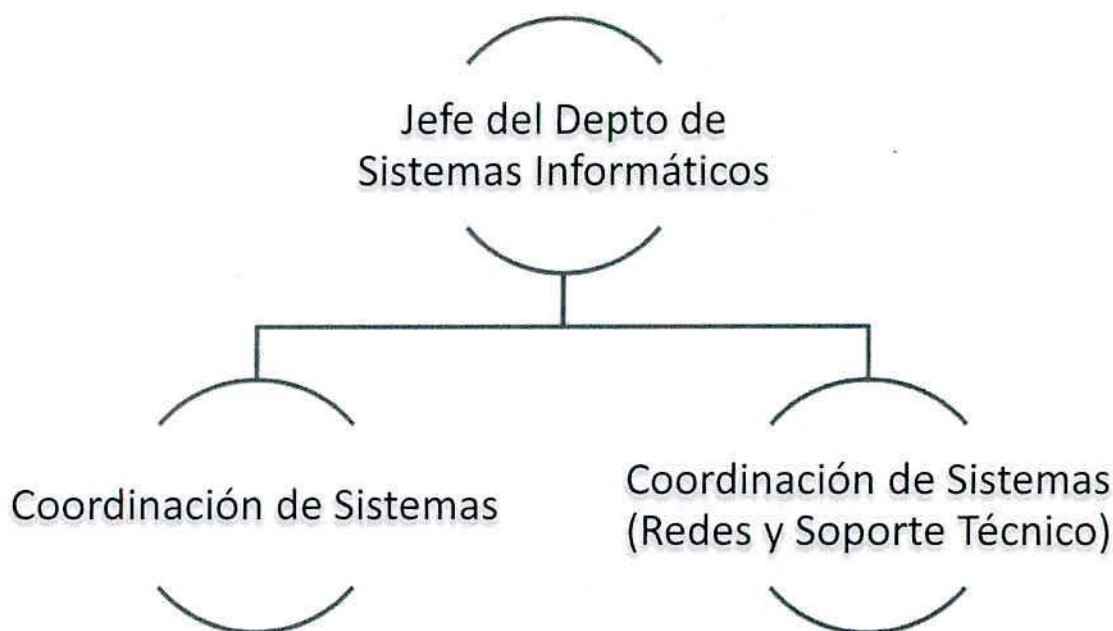 Jefe del Depto de
Sistemas Informáticos
Coordinación de Sistemas
Coordinación de Sistemas
(Redes y Soporte Técnico)